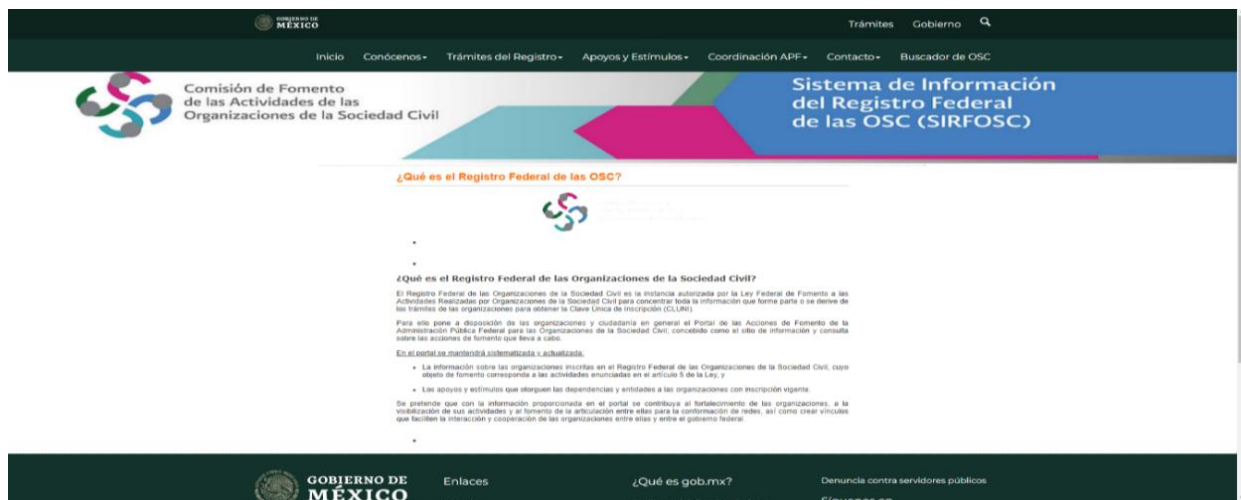 GOBIERNO DE
MÉXICO
Trámites
Gobierno
Inicio
Conócenos
Trámites del Registro
Apoyos y Estímulos
Coordinación APF
Contacto
Buscador de OSC
Comisión de Fomento
de las Actividades de las
Organizaciones de la Sociedad Civil
Sistema de Información
del Registro Federal
de las OSC (SIRFOSC)
¿Qué es el Registro Federal de las OSC?
¿Qué es el Registro Federal de las Organizaciones de la Sociedad Civil?
El Registro Federal de las Organizaciones de la Sociedad Civil es la instancia autorizada por la Ley Federal de Fomento a las
Actividades Realizadas por Organizaciones de la Sociedad Civil para concentrar toda la información que forme parte o se derive de
los trámites de las organizaciones para obtener la Clave Única de Inscripción (CLUNI).
Para ello pone a disposición de las organizaciones y ciudadanía en general el Portal de las Acciones de Fomento de la
Administración Pública Federal para las Organizaciones de la Sociedad Civil, concebido como el sitio de información y consulta
sobre las acciones de fomento que lleva a cabo.
En el portal se mantendrá sistematizada y actualizada:
• La información sobre las organizaciones inscritas en el Registro Federal de las Organizaciones de la Sociedad Civil, cuyo
objeto de fomento corresponda a las actividades enunciadas en el artículo 5 de la Ley, y
• Los apoyos y estímulos que otorguen las dependencias y entidades a las organizaciones con inscripción vigente.
Se pretende que con la información proporcionada en el portal se contribuya al fortalecimiento de las organizaciones, a la
visibilización de sus actividades y al fomento de la articulación entre ellas para la conformación de redes, así como crear vínculos
que faciliten la interacción y cooperación de las organizaciones entre ellas y entre el gobierno federal.
GOBIERNO DE
MÉXICO
Enlaces
¿Qué es gob.mx?
Denuncia contra servidores públicos